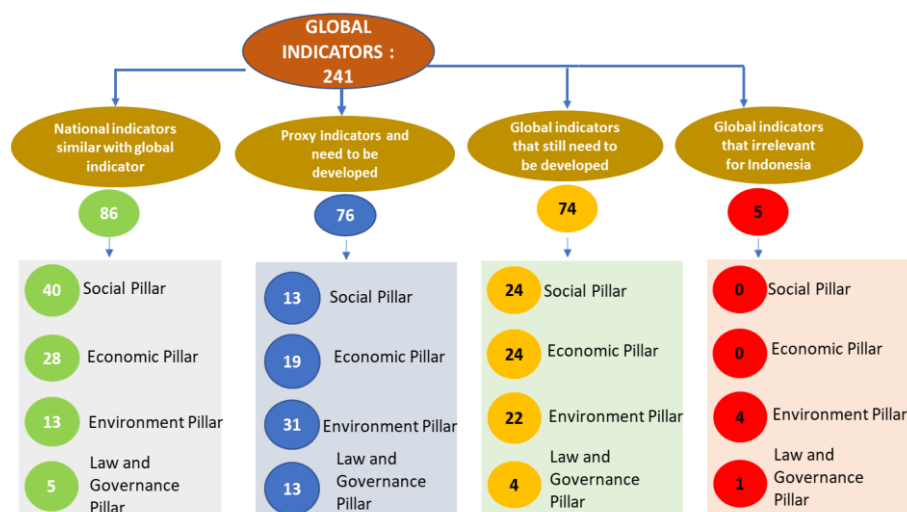 GLOBAL
INDICATORS :
241
National indicators
similar with global
indicator
Proxy indicators and
need to be
developed
Global indicators
that still need to
be developed
Global indicators
that irrelevant
for Indonesia
86
76
74
5
40 Social Pillar
28 Economic Pillar
13 Environment Pillar
5 Law and
Governance
Pillar
13 Social Pillar
19 Economic Pillar
31 Environment Pillar
13 Law and
Governance
Pillar
24 Social Pillar
24 Economic Pillar
22 Environment Pillar
4 Law and
Governance
Pillar
0 Social Pillar
0 Economic Pillar
4 Environment Pillar
1 Law and
Governance
Pillar